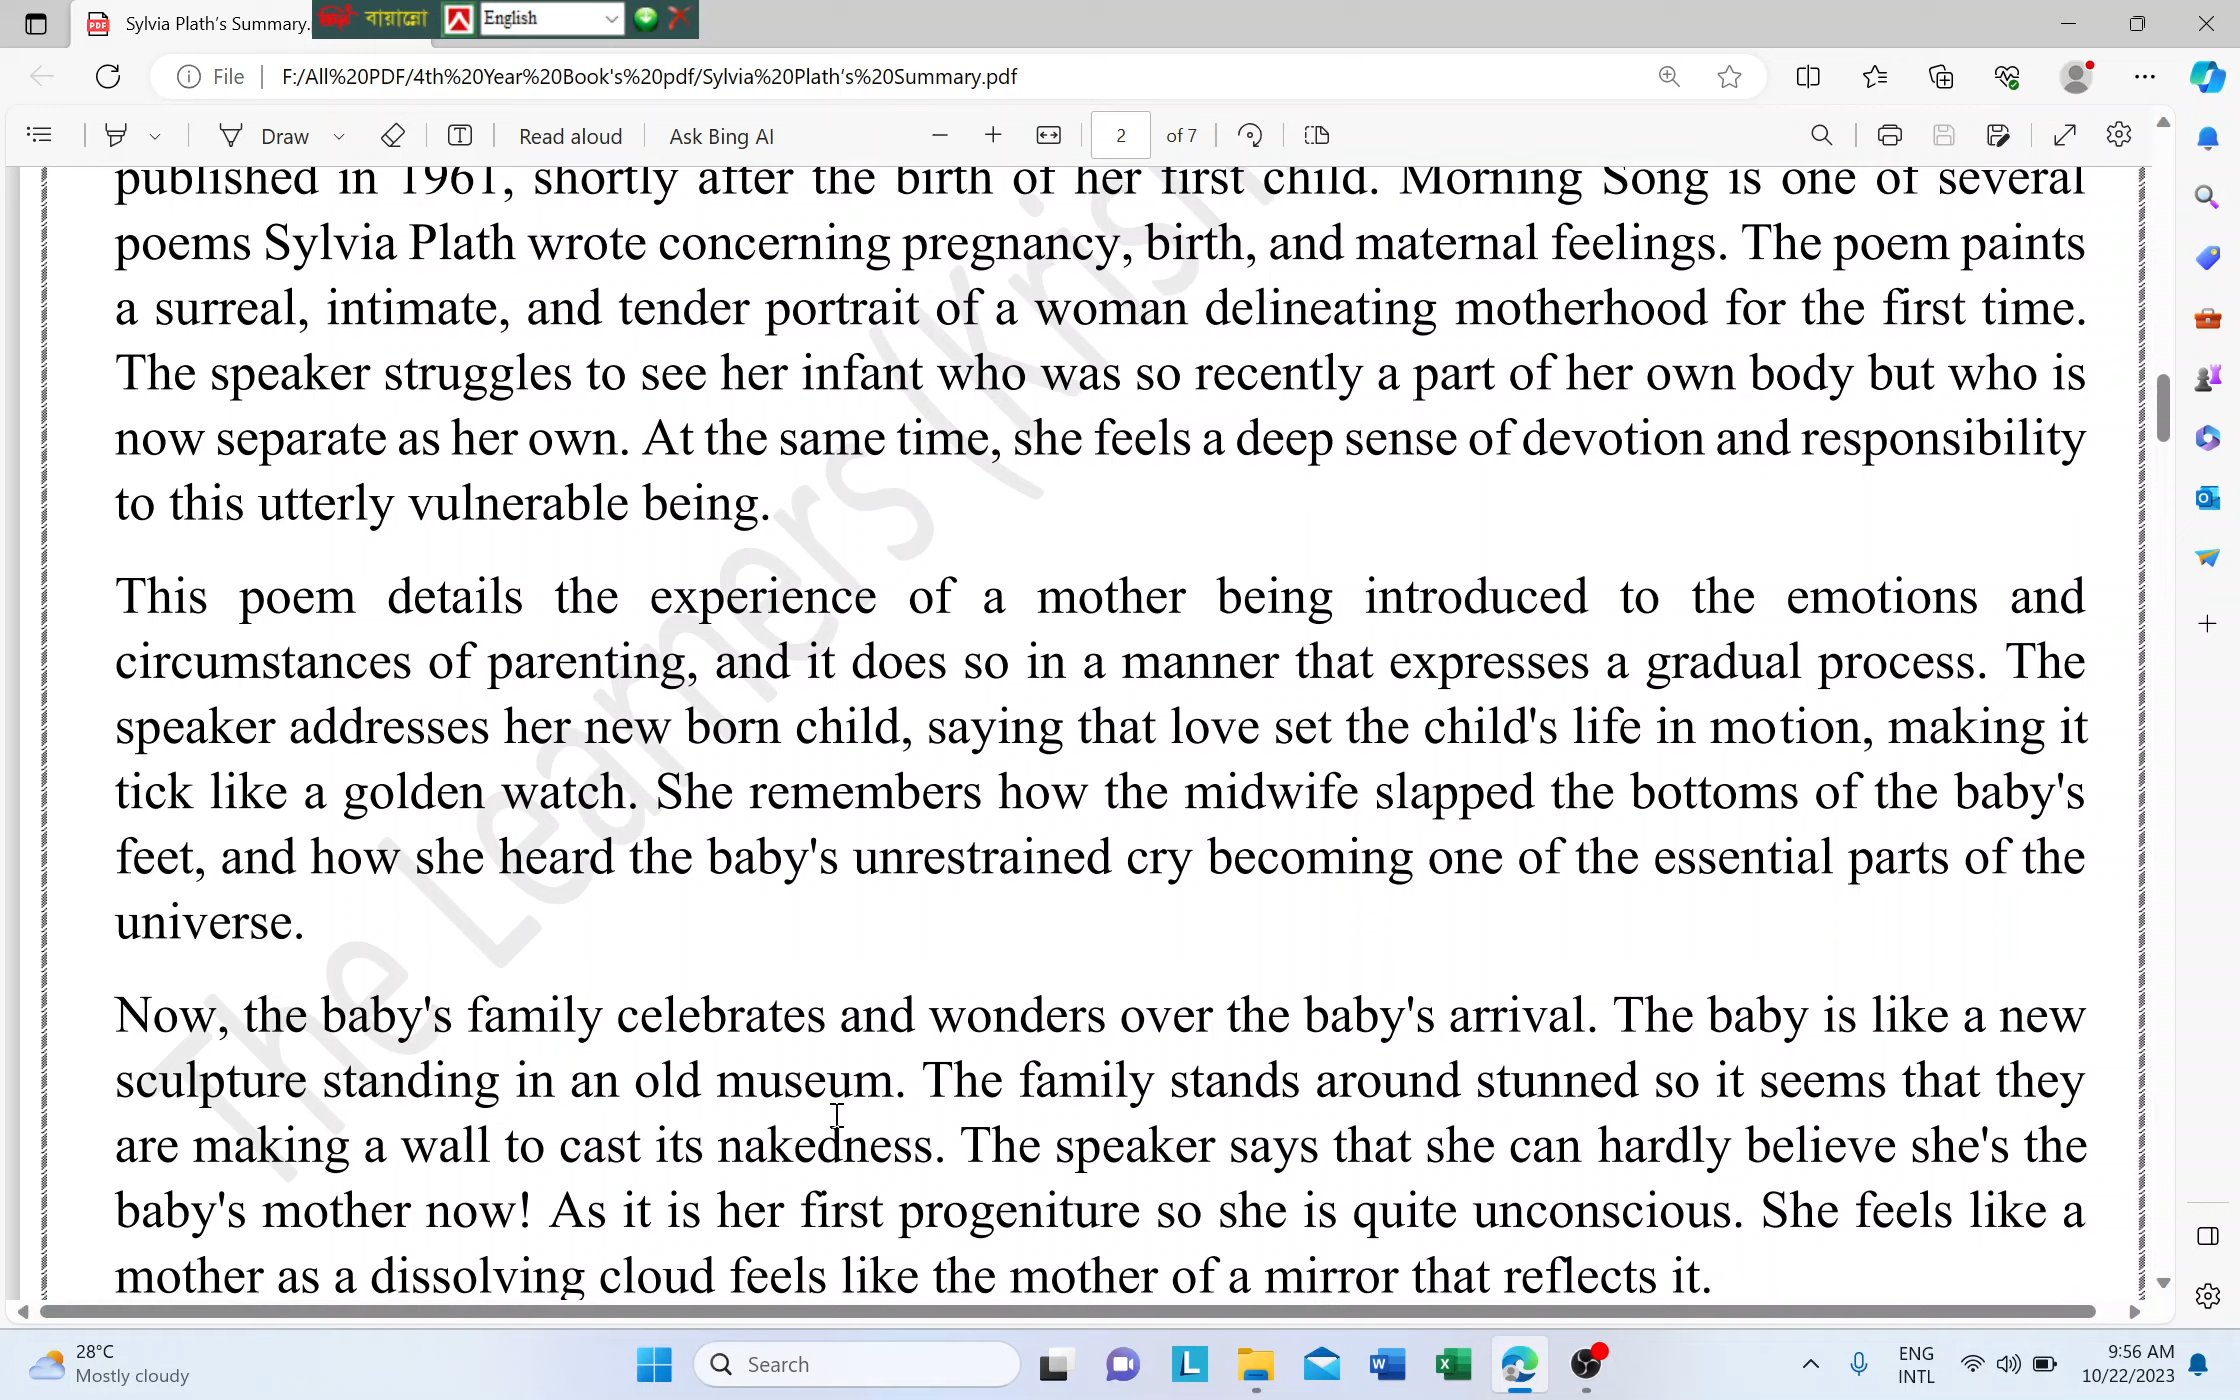 Sylvia Plath's Summary.
বায়ান্নো
English
File
F:/All%20PDF/4th%20Year%20Book's%20pdf/Sylvia%20Plath's%20Summary.pdf
Draw
Read aloud
Ask Bing AI
2
of 7
published in 1961, shortly after the birth of her first child. Morning Song is one of several
poems Sylvia Plath wrote concerning pregnancy, birth, and maternal feelings. The poem paints
a surreal, intimate, and tender portrait of a woman delineating motherhood for the first time.
The speaker struggles to see her infant who was so recently a part of her own body but who is
now separate as her own. At the same time, she feels a deep sense of devotion and responsibility
to this utterly vulnerable being.
This poem details the experience of a mother being introduced to the emotions and
circumstances of parenting, and it does so in a manner that expresses a gradual process. The
speaker addresses her new born child, saying that love set the child's life in motion, making it
tick like a golden watch. She remembers how the midwife slapped the bottoms of the baby's
feet, and how she heard the baby's unrestrained cry becoming one of the essential parts of the
universe.
Now, the baby's family celebrates and wonders over the baby's arrival. The baby is like a new
sculpture standing in an old museum. The family stands around stunned so it seems that they
are making a wall to cast its nakedness. The speaker says that she can hardly believe she's the
baby's mother now! As it is her first progeniture so she is quite unconscious. She feels like a
mother as a dissolving cloud feels like the mother of a mirror that reflects it.
The Learners (Krish
28°C
Mostly cloudy
Search
ENG
INTL
9:56 AM
10/22/2023